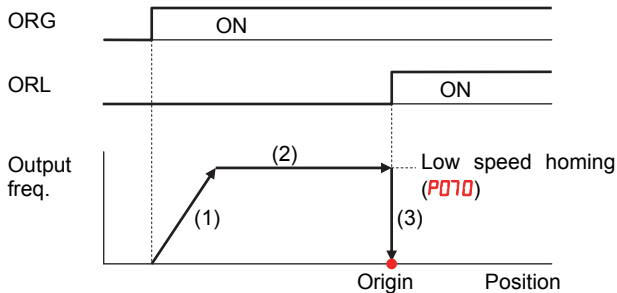 ORG
ON
ORL
ON
Output
freq.
(1)
(2)
(3)
Low speed homing
(P070)
Origin
Position